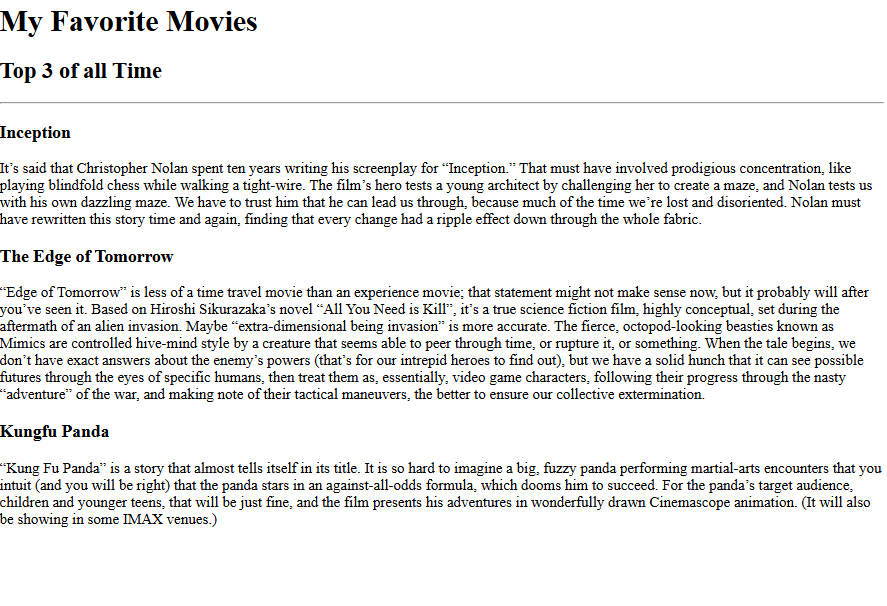 My Favorite Movies
Top 3 of all Time
Inception
It’s said that Christopher Nolan spent ten years writing his screenplay for “Inception.” That must have involved prodigious concentration, like
playing blindfold chess while walking a tight-wire. The film’s hero tests a young architect by challenging her to create a maze, and Nolan tests us
with his own dazzling maze. We have to trust him that he can lead us through, because much of the time we’re lost and disoriented. Nolan must
have rewritten this story time and again, finding that every change had a ripple effect down through the whole fabric.
The Edge of Tomorrow
“Edge of Tomorrow” is less of a time travel movie than an experience movie; that statement might not make sense now, but it probably will after
you’ve seen it. Based on Hiroshi Sikurazaka’s novel “All You Need is Kill”, it’s a true science fiction film, highly conceptual, set during the
aftermath of an alien invasion. Maybe “extra-dimensional being invasion” is more accurate. The fierce, octopod-looking beasties known as
Mimics are controlled hive-mind style by a creature that seems able to peer through time, or rupture it, or something. When the tale begins, we
don’t have exact answers about the enemy’s powers (that’s for our intrepid heroes to find out), but we have a solid hunch that it can see possible
futures through the eyes of specific humans, then treat them as, essentially, video game characters, following their progress through the nasty
“adventure” of the war, and making note of their tactical maneuvers, the better to ensure our collective extermination.
Kungfu Panda
“Kung Fu Panda” is a story that almost tells itself in its title. It is so hard to imagine a big, fuzzy panda performing martial-arts encounters that you
intuit (and you will be right) that the panda stars in an against-all-odds formula, which dooms him to succeed. For the panda’s target audience,
children and younger teens, that will be just fine, and the film presents his adventures in wonderfully drawn Cinemascope animation. (It will also
be showing in some IMAX venues.)